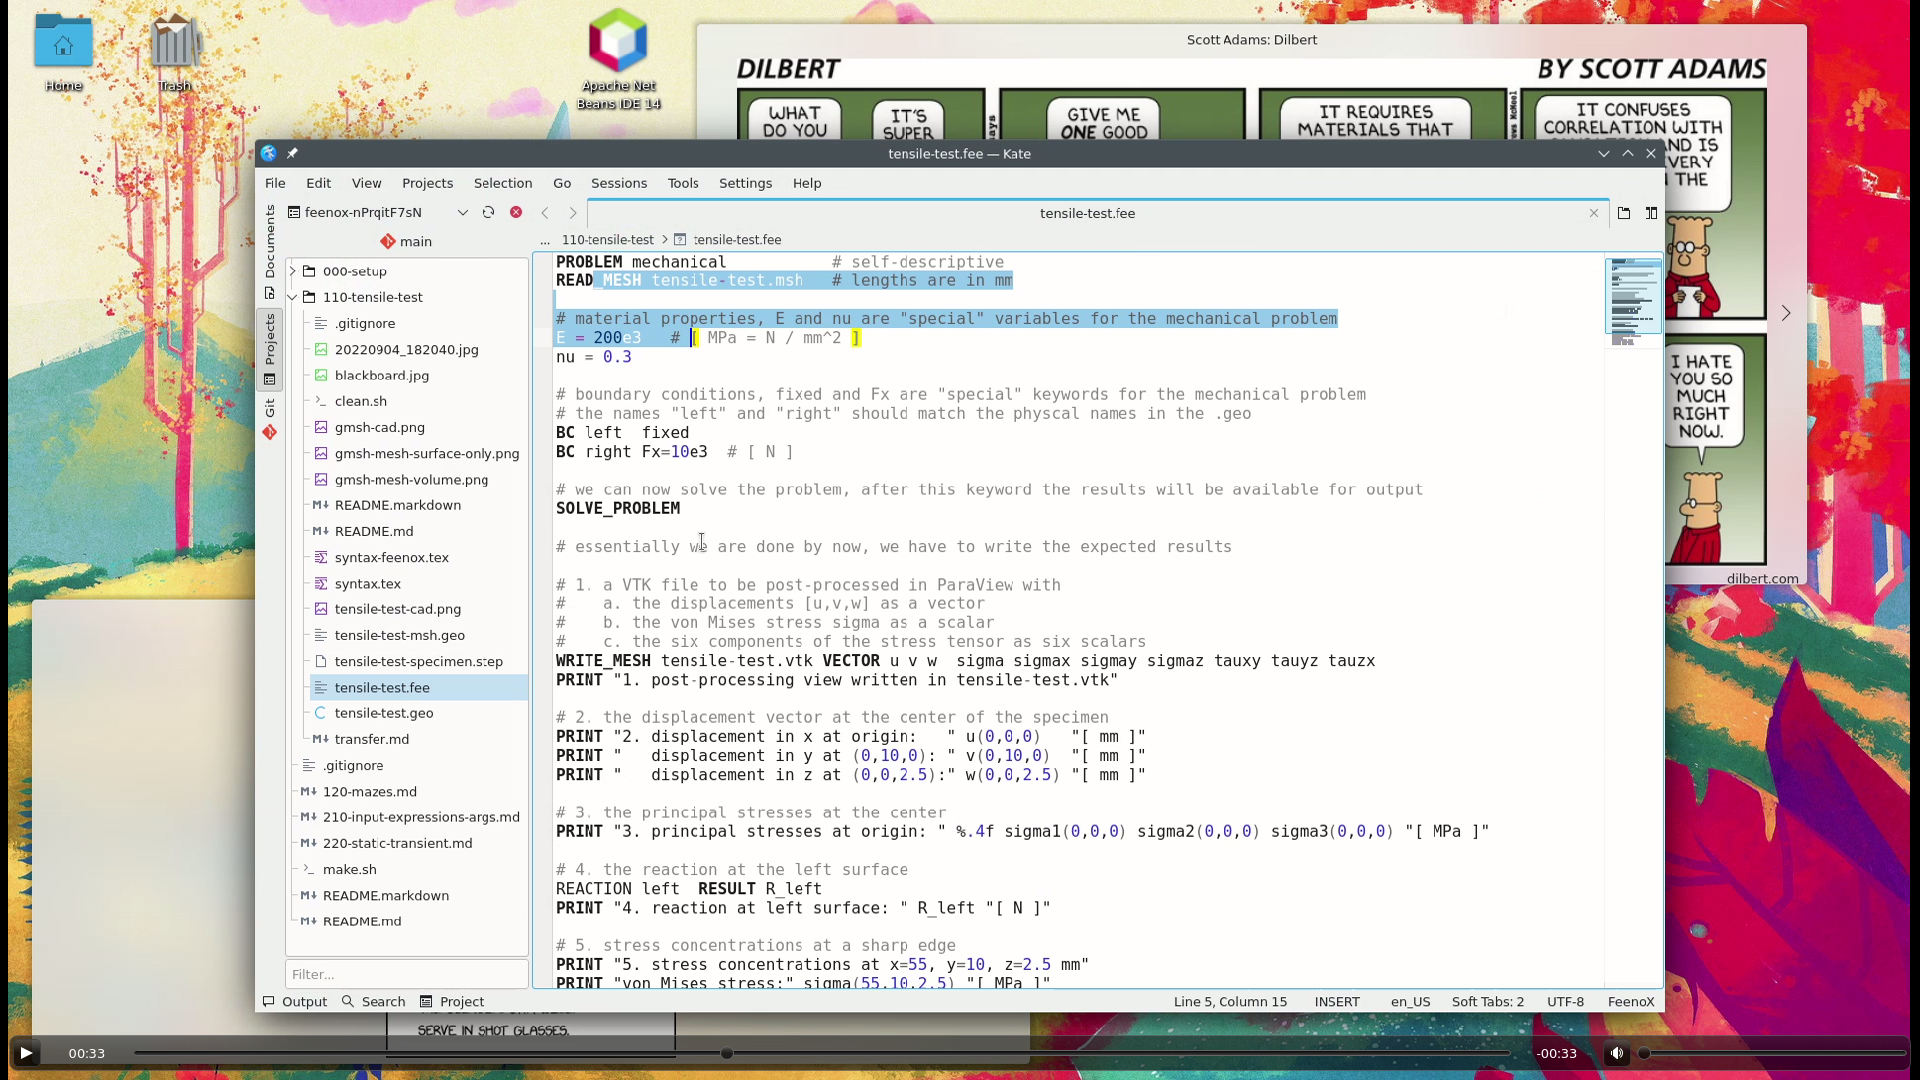 Home
Trash
Apache Net
Beans IDE 14
Scott Adams: Dilbert
DILBERT
BY SCOTT ADAMS
WHAT
DO YOU
IT'S
SUPER
GIVE ME
ONE GOOD
IT REQUIRES
MATERIALS THAT
IT CONFUSES
CORRELATION WITH
AND IS
VERY
THE
I HATE
YOU SO
MUCH
RIGHT
NOW.
dilbert.com
tensile-test.fee — Kate
File Edit View Projects Selection Go Sessions Tools Settings Help
Documents
Projects
Git
feenox-nPrqitF7sN
main
000-setup
110-tensile-test
.gitignore
20220904_182040.jpg
blackboard.jpg
clean.sh
gmsh-cad.png
gmsh-mesh-surface-only.png
gmsh-mesh-volume.png
README.markdown
README.md
syntax-feenox.tex
syntax.tex
tensile-test-cad.png
tensile-test-msh.geo
tensile-test-specimen.step
tensile-test.fee
tensile-test.geo
transfer.md
.gitignore
120-mazes.md
210-input-expressions-args.md
220-static-transient.md
make.sh
README.markdown
README.md
Filter...
tensile-test.fee
... 110-tensile-test > tensile-test.fee
PROBLEM mechanical # self-descriptive
READ_MESH tensile-test.msh # lengths are in mm
# material properties, E and nu are "special" variables for the mechanical problem
E = 200e3 # [ MPa = N / mm^2 ]
nu = 0.3
# boundary conditions, fixed and Fx are "special" keywords for the mechanical problem
# the names "left" and "right" should match the physcal names in the .geo
BC left fixed
BC right Fx=10e3 # [ N ]
# we can now solve the problem, after this keyword the results will be available for output
SOLVE_PROBLEM
# essentially we are done by now, we have to write the expected results
# 1. a VTK file to be post-processed in ParaView with
# a. the displacements [u,v,w] as a vector
# b. the von Mises stress sigma as a scalar
# c. the six components of the stress tensor as six scalars
WRITE_MESH tensile-test.vtk VECTOR u v w sigma sigmax sigmay sigmaz tauxy tauyz tauzx
PRINT "1. post-processing view written in tensile-test.vtk"
# 2. the displacement vector at the center of the specimen
PRINT "2. displacement in x at origin: " u(0,0,0) "[ mm ]"
PRINT " displacement in y at (0,10,0): " v(0,10,0) "[ mm ]"
PRINT " displacement in z at (0,0,2.5):" w(0,0,2.5) "[ mm ]"
# 3. the principal stresses at the center
PRINT "3. principal stresses at origin: " %.4f sigma1(0,0,0) sigma2(0,0,0) sigma3(0,0,0) "[ MPa ]"
# 4. the reaction at the left surface
REACTION left RESULT R_left
PRINT "4. reaction at left surface: " R_left "[ N ]"
# 5. stress concentrations at a sharp edge
PRINT "5. stress concentrations at x=55, y=10, z=2.5 mm"
PRINT "von Mises stress:" sigma(55,10,2.5) "[ MPa ]"
Output Search Project
Line 5, Column 15 INSERT en_US Soft Tabs: 2 UTF-8 FeenoX
SERVE IN SHOT GLASSES.
00:33
-00:33